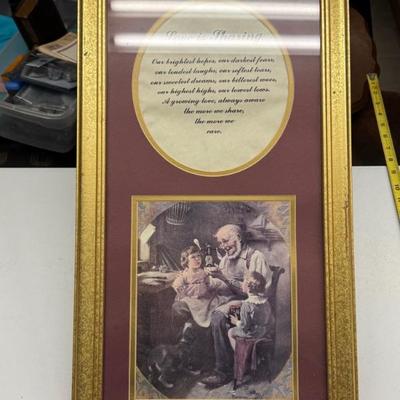 Love is Sharing
Our brightest hopes, our darkest fears,
our loudest laughs, our softest tears,
our sweetest dreams, our bitterest woes,
our highest highs, our lowest lows.
A growing love, always aware
the more we share,
the more we
care.